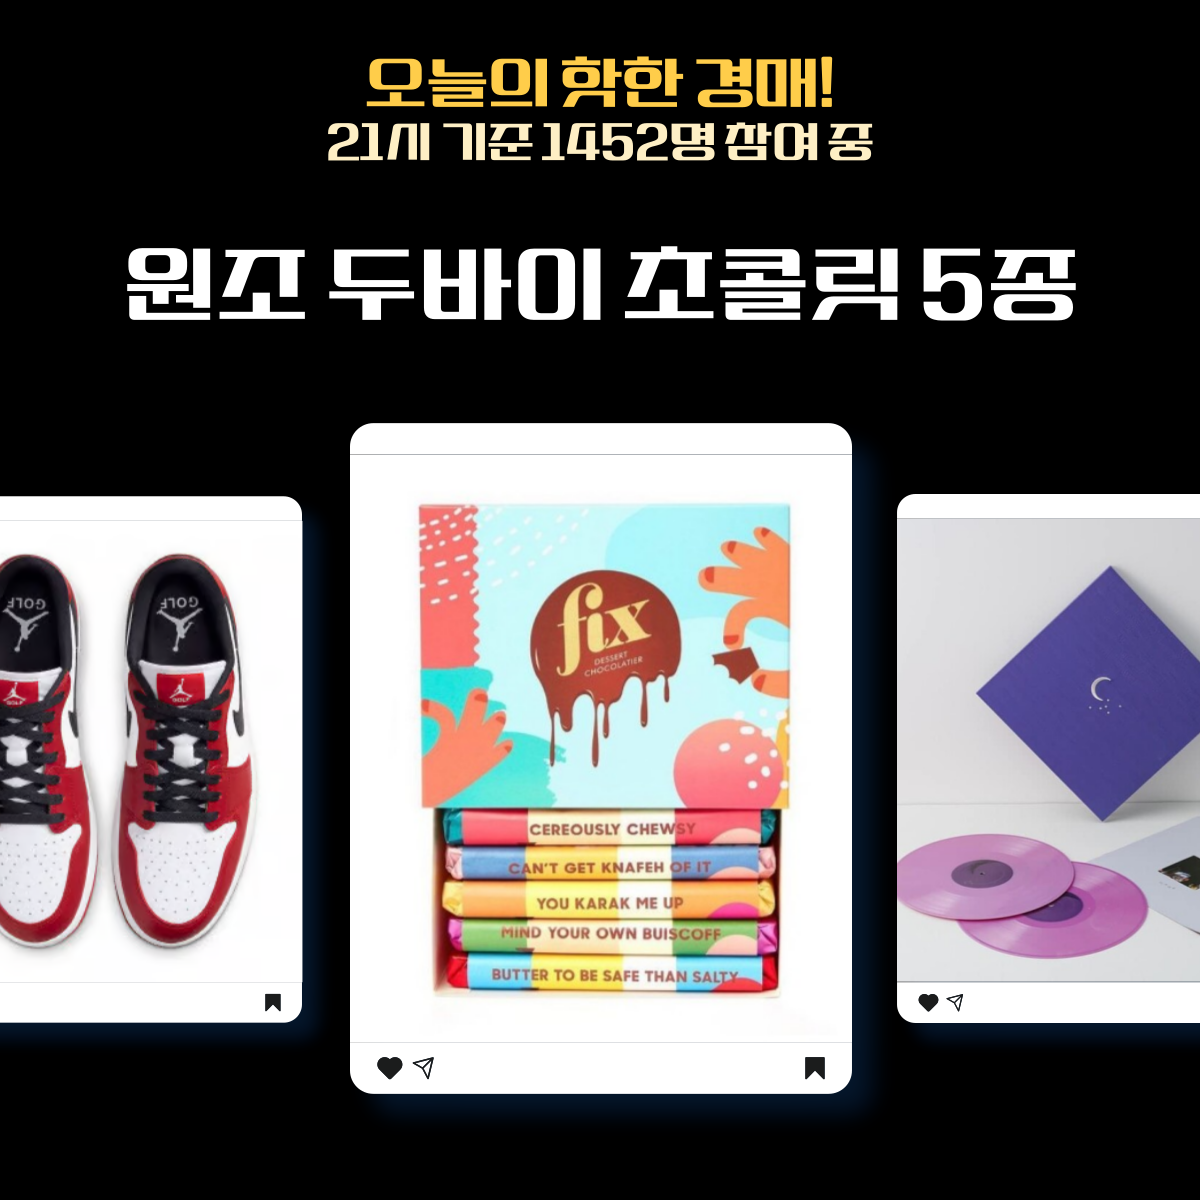 오늘의 핫한 경매!
21시 기준 1452명 참여 중
원조 두바이 초콜릿 5종
GOLF
GOLF
GOLF
GOLF
fix
DESSERT
CHOCOLATIER
CEREOUSLY CHEWSY
CAN'T GET KNAFEH OF IT
YOU KARAK ME UP
MIND YOUR OWN BUISCOFF
BUTTER TO BE SAFE THAN SALTY